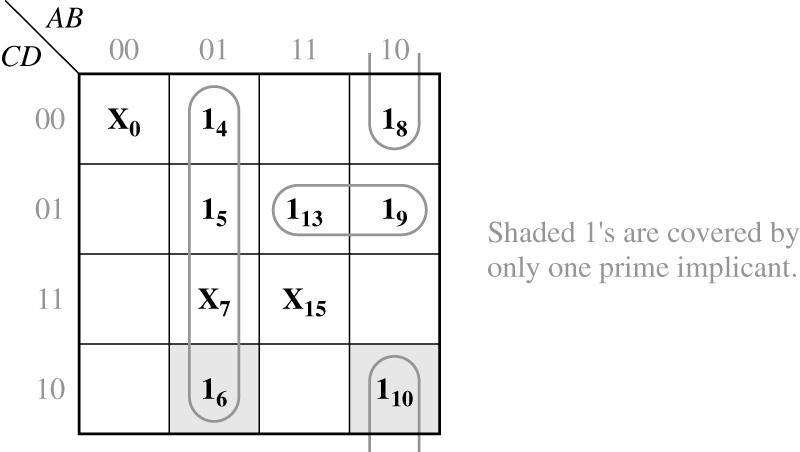 AB
CD
00 01 11 10
00 X0 14 18
01 15 113 19
Shaded 1's are covered by
only one prime implicant.
11 X7 X15
10 16 110